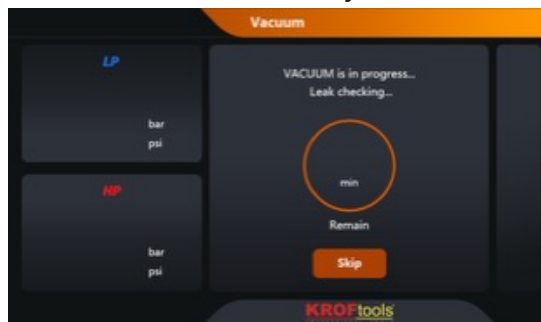 Vacuum
LP
bar
psi
HP
bar
psi
VACUUM is in progress...
Leak checking...
min
Remain
Skip
KROFtools